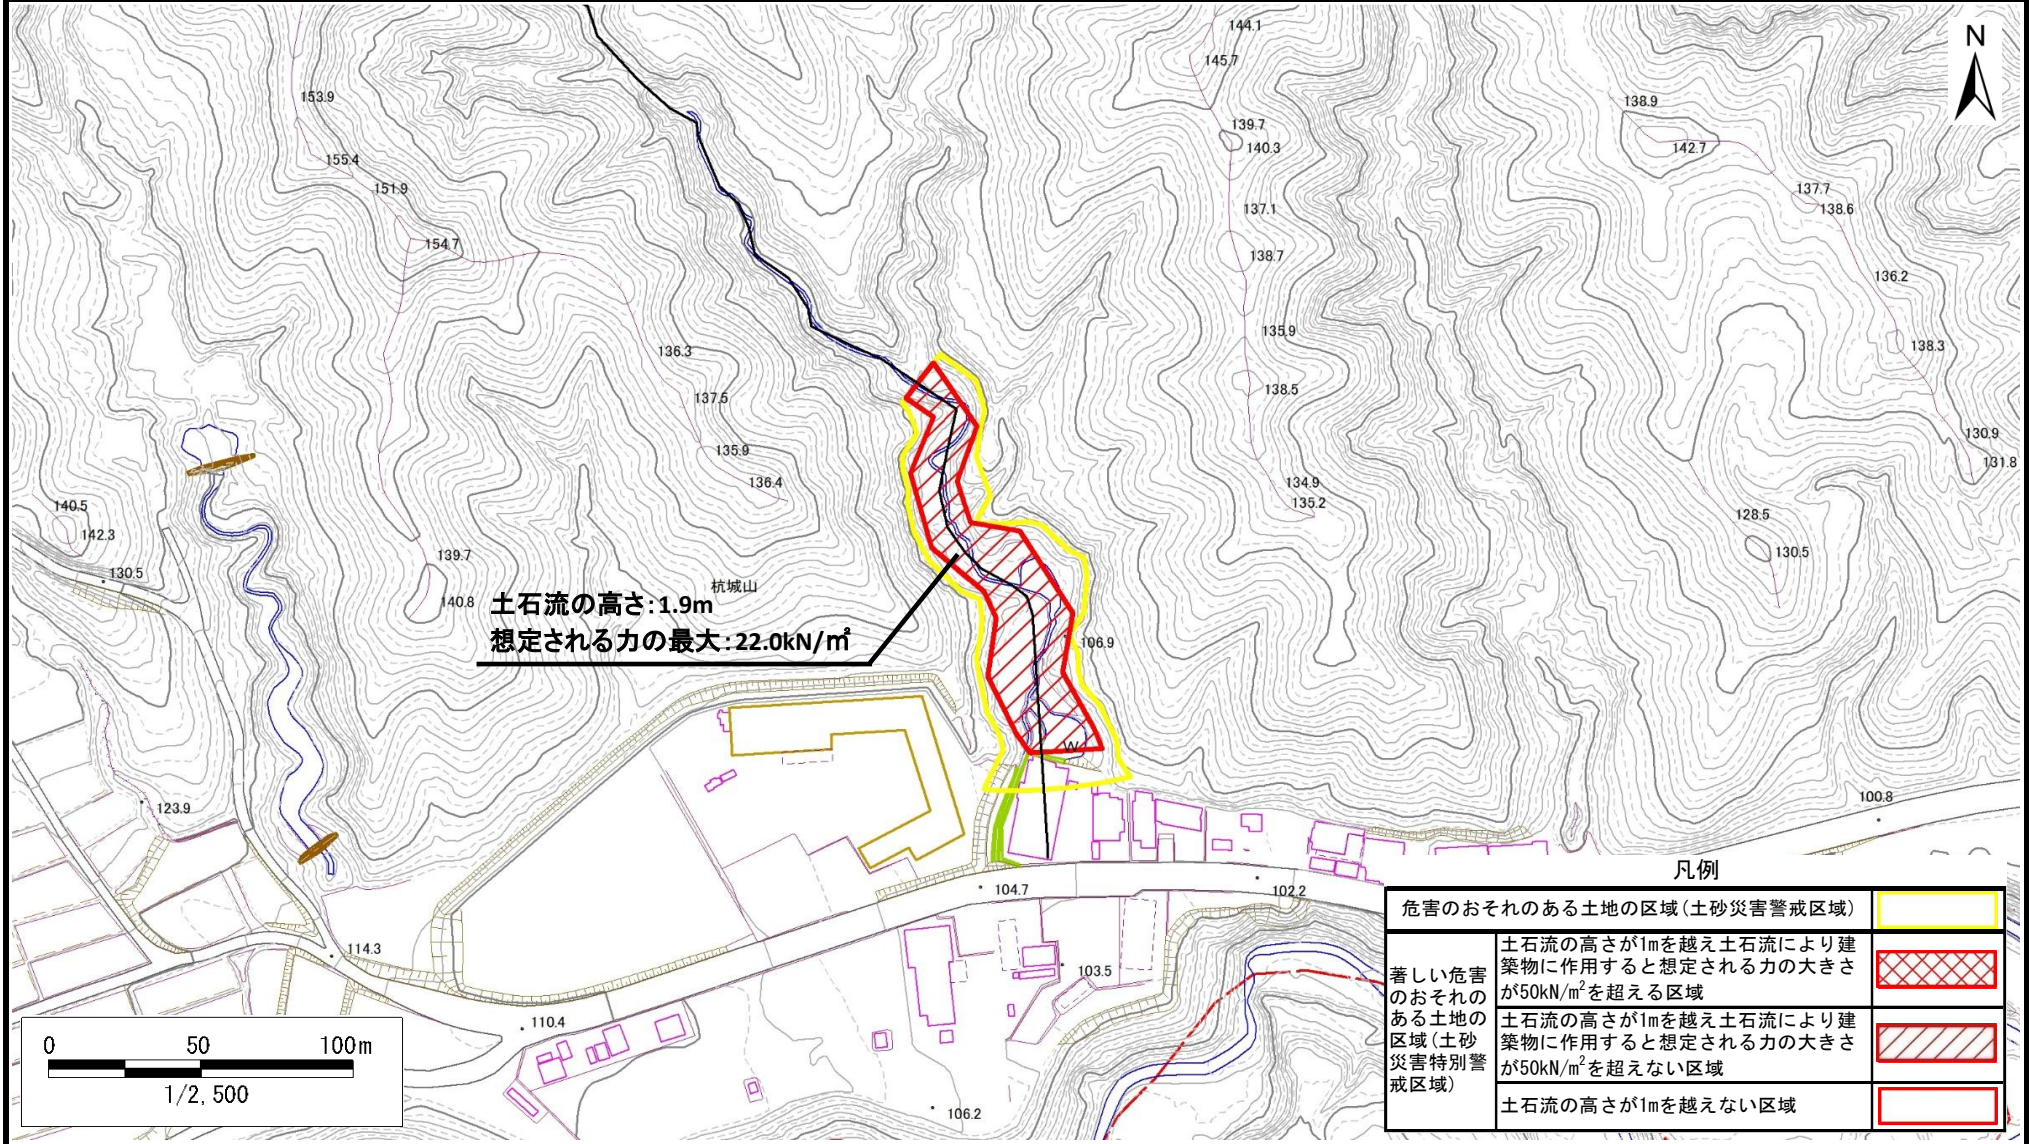 144.1
N
145.7
153.9
138.9
139.7
142.7
140.3
155.4
151.9
137.7
137.1
138.6
154.7
138.7
136.2
135.9
138.3
136.3
138.5
137.5
130.9
135.9
131.8
136.4
134.9
135.2
140.5
128.5
142.3
130.5
139.7
130.5
杭城山
140.8
土石流の高さ:1.9m
想定される力の最大:22.0kN/㎡
106.9
W
123.9
100.8
凡例
104.7
102.2
危害のおそれのある土地の区域(土砂災害警戒区域)
114.3
103.5
著しい危害
のおそれの
ある土地の
区域(土砂
災害特別警
戒区域)
土石流の高さが1mを越え土石流により建
築物に作用すると想定される力の大きさ
が50kN/m²を超える区域
土石流の高さが1mを越え土石流により建
築物に作用すると想定される力の大きさ
が50kN/m²を超えない区域
土石流の高さが1mを越えない区域
110.4
0 50 100m
1/2,500
106.2